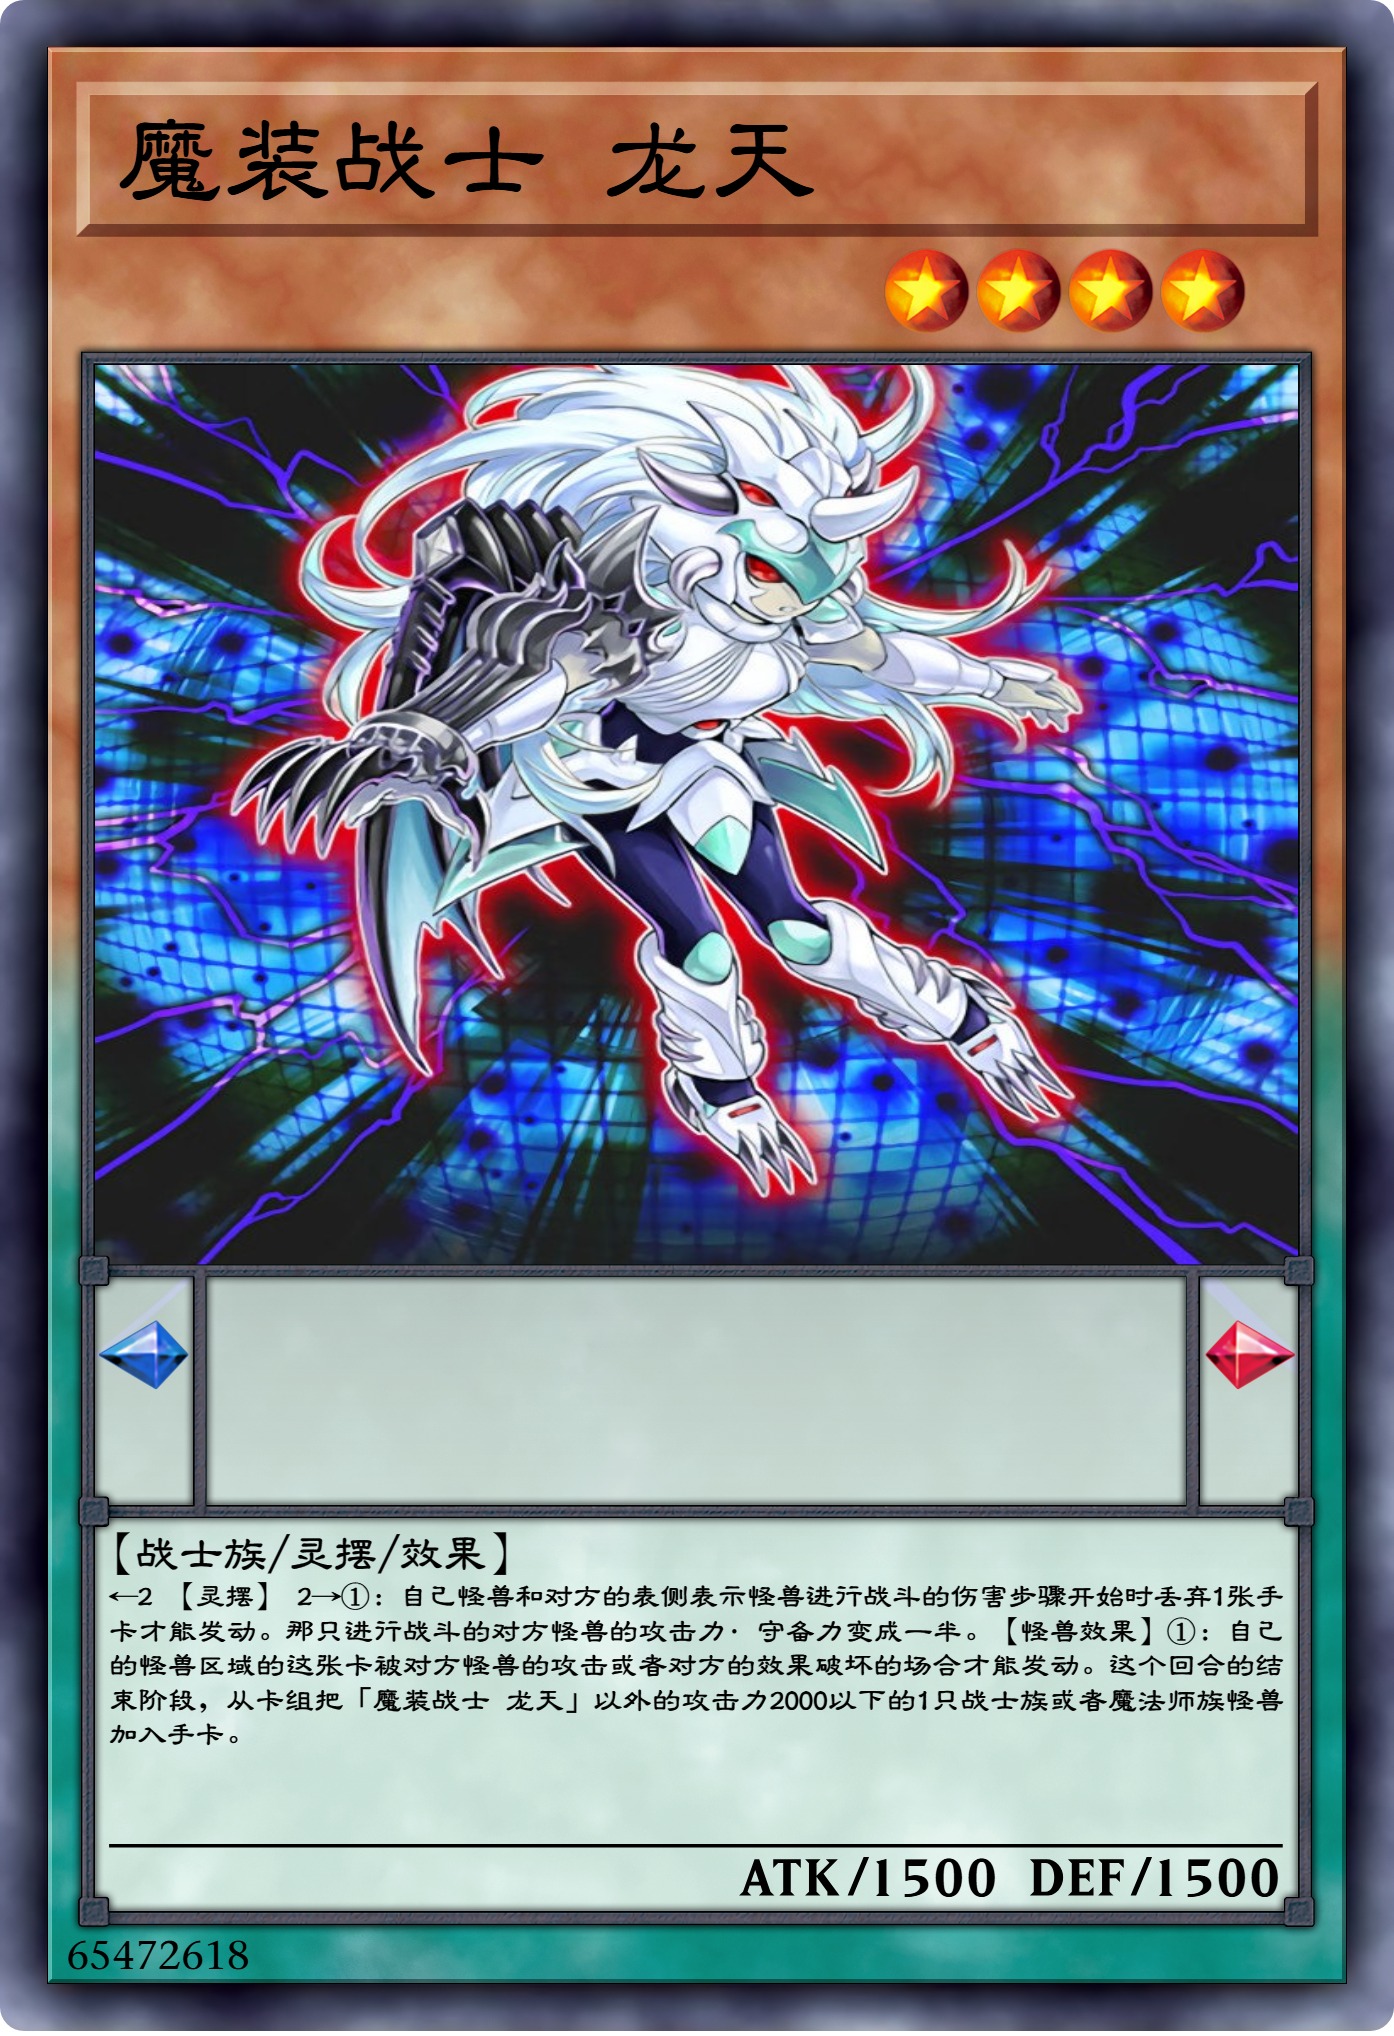 魔装战士 龙天
【战士族/灵摆/效果】
←2 【灵摆】 2→①：自己怪兽和对方的表侧表示怪兽进行战斗的伤害步骤开始时丢弃1张手
卡才能发动。那只进行战斗的对方怪兽的攻击力·守备力变成一半。【怪兽效果】①：自己
的怪兽区域的这张卡被对方怪兽的攻击或者对方的效果破坏的场合才能发动。这个回合的结
束阶段，从卡组把「魔装战士 龙天」以外的攻击力2000以下的1只战士族或者魔法师族怪兽
加入手卡。
ATK/1500 DEF/1500
65472618